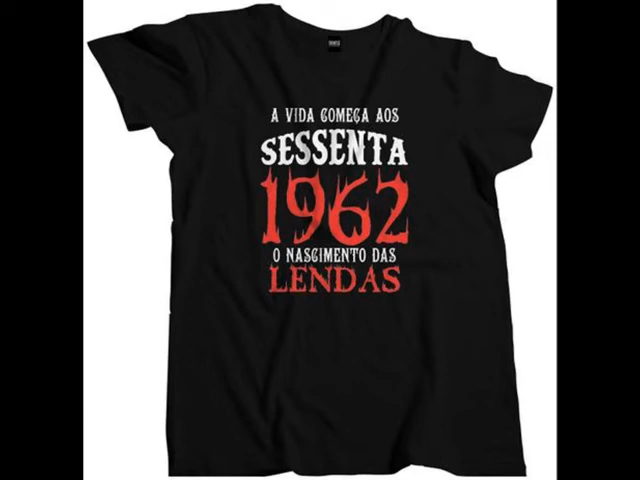 A VIDA COMEÇA AOS
SESSENTA
1962
O NASCIMENTO DAS
LENDAS